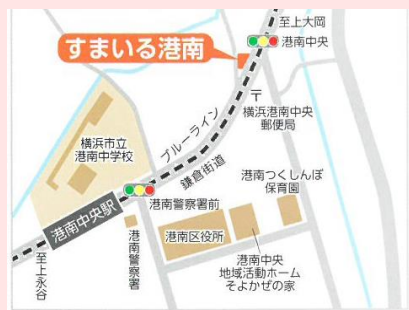 至上大岡
港南中央
すまいる港南
〒
横浜港南中央
郵便局
横浜市立
港南中学校
ブルーライン
鎌倉街道
港南つくしんぼ
保育園
港南警察署前
港南中央駅
港南区役所
港南警察署
港南中央
地域活動ホーム
そよかぜの家
至上永谷